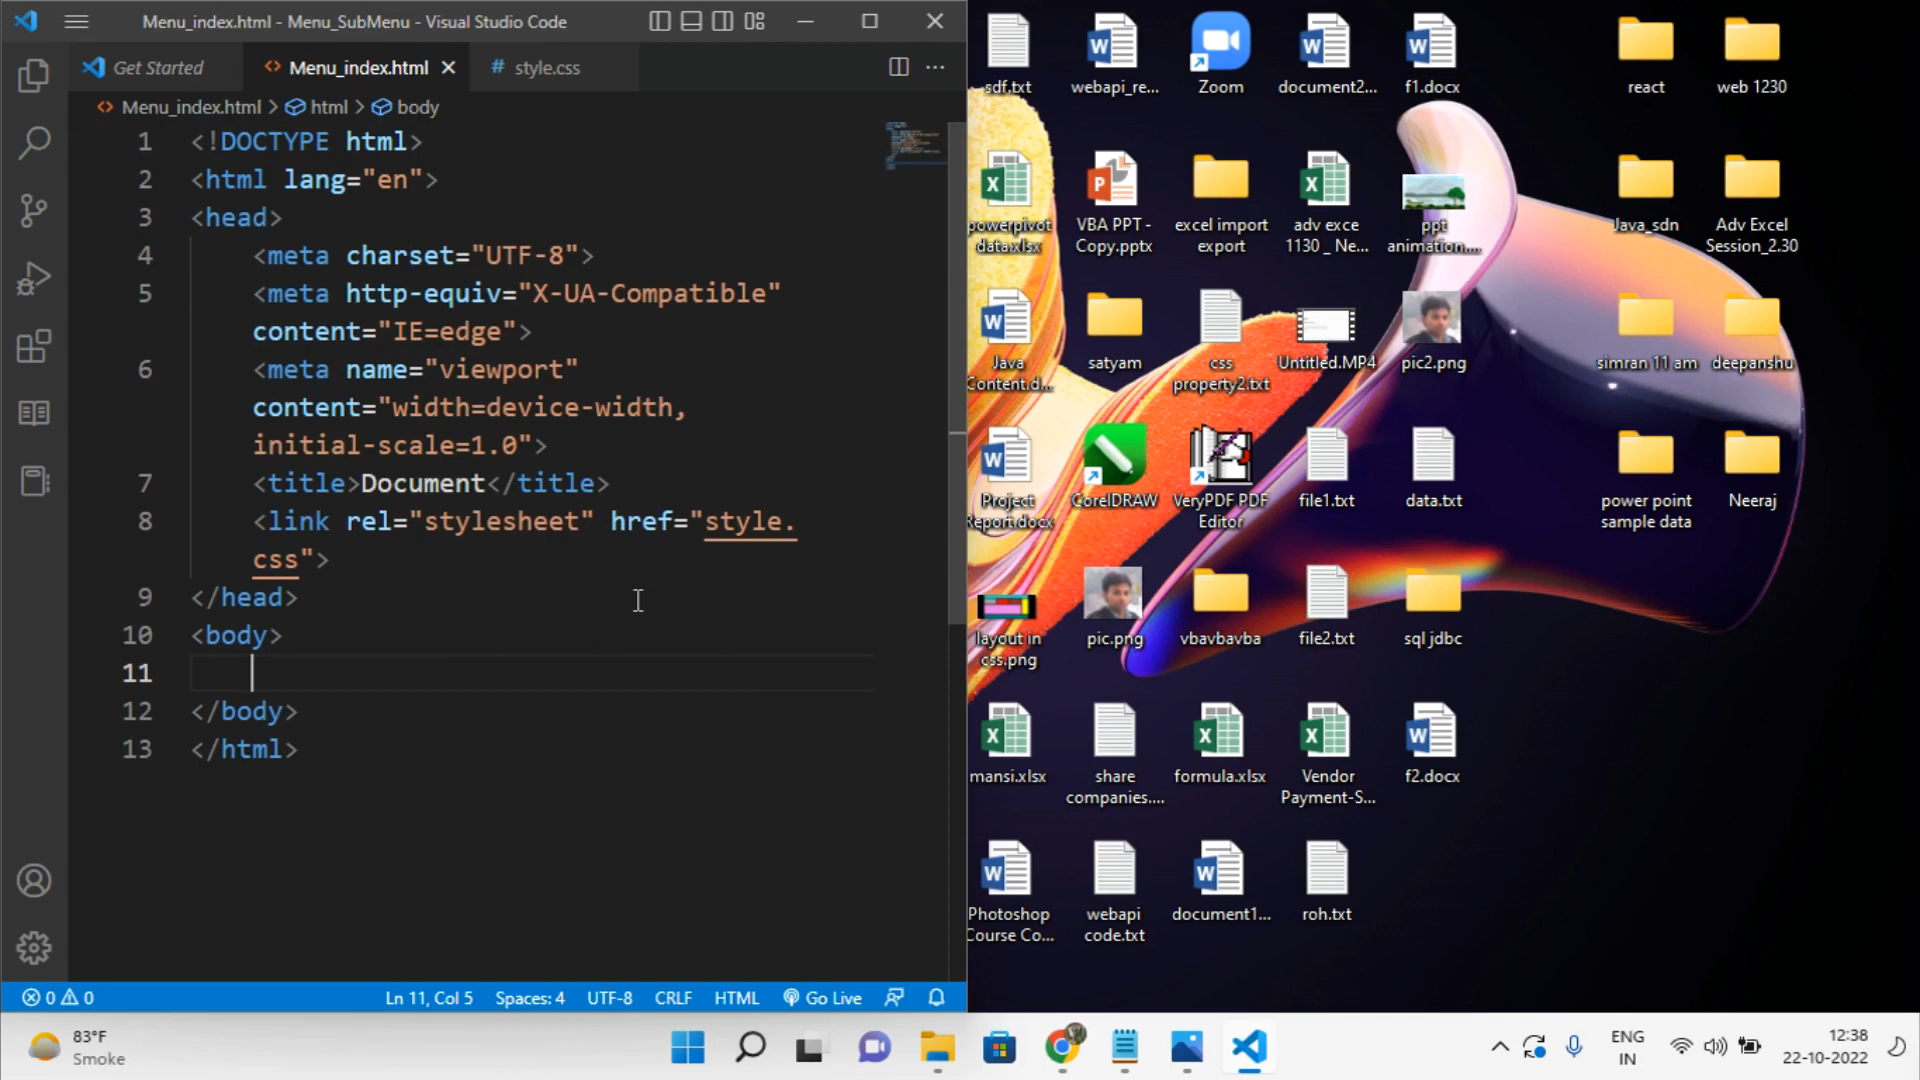 Menu_index.html - Menu_SubMenu - Visual Studio Code
Get Started
Menu_index.html
style.css
Menu_index.html > html > body
1 <!DOCTYPE html>
2 <html lang="en">
3 <head>
4 <meta charset="UTF-8">
5 <meta http-equiv="X-UA-Compatible"
content="IE=edge">
6 <meta name="viewport"
content="width=device-width,
initial-scale=1.0">
7 <title>Document</title>
8 <link rel="stylesheet" href="style.
css">
9 </head>
10 <body>
11
12 </body>
13 </html>
0 0
Ln 11, Col 5
Spaces: 4
UTF-8
CRLF
HTML
Go Live
sdf.txt
webapi_re...
Zoom
document2...
f1.docx
react
web 1230
powerpivot
data.xlsx
VBA PPT -
Copy.pptx
excel import
export
adv exce
1130 _ Ne...
ppt
animation....
Java_sdn
Adv Excel
Session_2.30
Java
Content.d...
satyam
css
property2.txt
Untitled.MP4
pic2.png
simran 11 am
deepanshu
Project
Report.docx
CorelDRAW
VeryPDF PDF
Editor
file1.txt
data.txt
power point
sample data
Neeraj
layout in
css.png
pic.png
vbavbavba
file2.txt
sql jdbc
mansi.xlsx
share
companies....
formula.xlsx
Vendor
Payment-S...
f2.docx
Photoshop
Course Co...
webapi
code.txt
document1...
roh.txt
83°F
Smoke
ENG
IN
12:38
22-10-2022